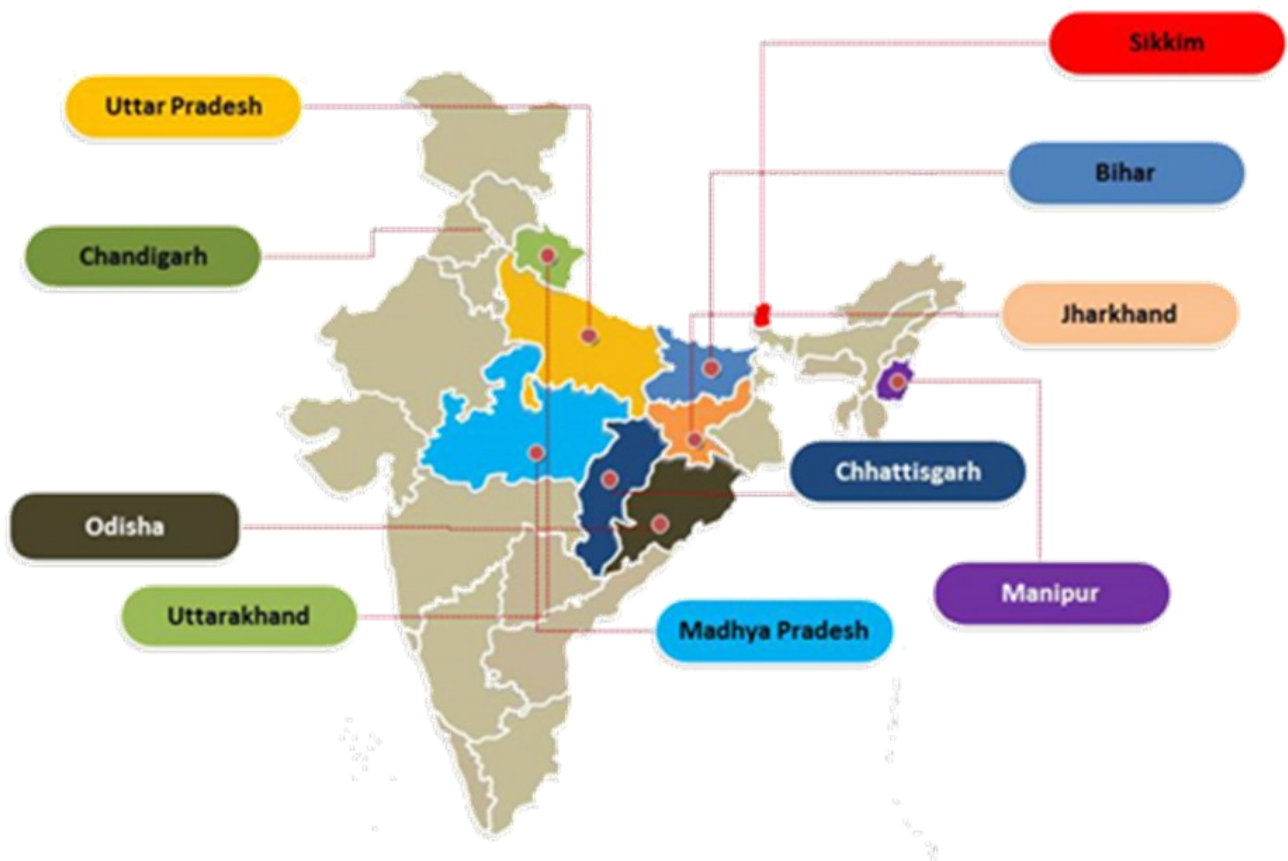 Sikkim
Uttar Pradesh
Bihar
Chandigarh
Jharkhand
Chhattisgarh
Odisha
Manipur
Uttarakhand
Madhya Pradesh